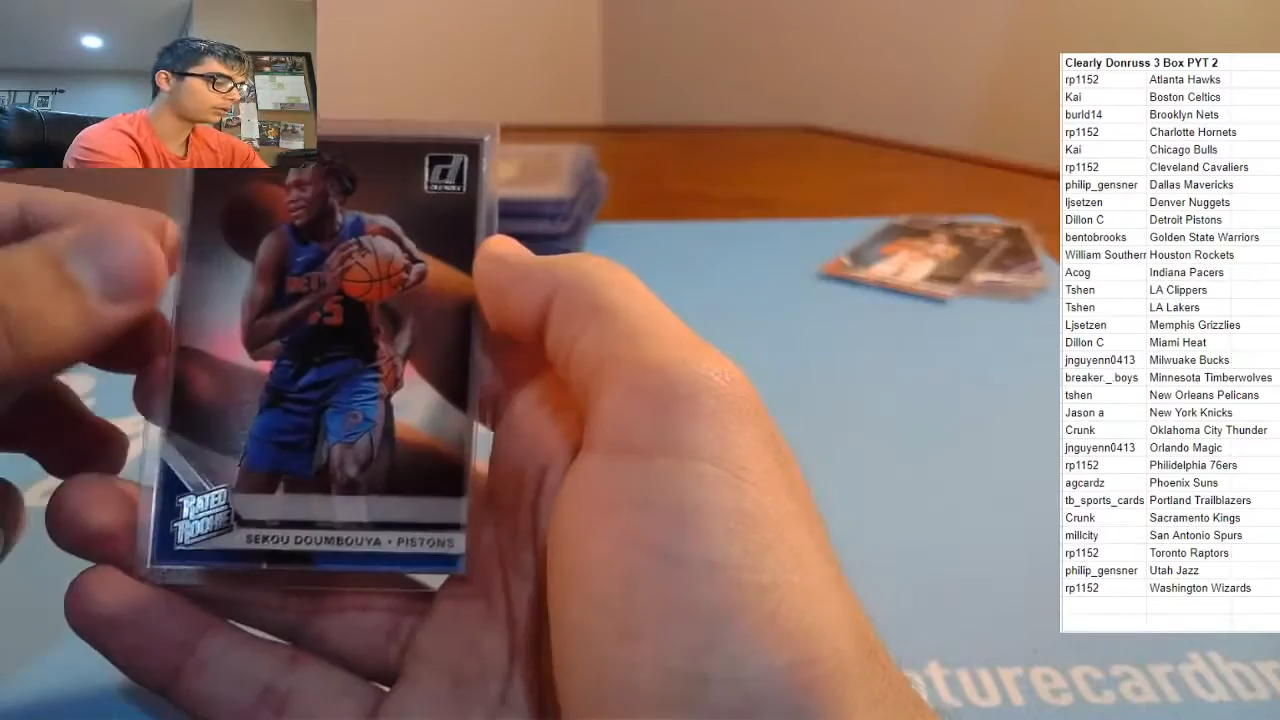 Clearly Donruss 3 Box PYT 2
rp1152 Atlanta Hawks
Kai Boston Celtics
burld14 Brooklyn Nets
rp1152 Charlotte Hornets
Kai Chicago Bulls
rp1152 Cleveland Cavaliers
philip_gensner Dallas Mavericks
ljsetzen Denver Nuggets
Dillon C Detroit Pistons
bentobrooks Golden State Warriors
William Southerr Houston Rockets
Acog Indiana Pacers
Tshen LA Clippers
Tshen LA Lakers
Ljsetzen Memphis Grizzlies
Dillon C Miami Heat
jnguyenn0413 Milwuake Bucks
breaker._.boys Minnesota Timberwolves
tshen New Orleans Pelicans
Jason a New York Knicks
Crunk Oklahoma City Thunder
jnguyenn0413 Orlando Magic
rp1152 Philidelphia 76ers
agcardz Phoenix Suns
tb_sports_cards Portland Trailblazers
Crunk Sacramento Kings
millcity San Antonio Spurs
rp1152 Toronto Raptors
philip_gensner Utah Jazz
rp1152 Washington Wizards
RATED
ROOKIE
SEKOU DOUMBOUYA • PISTONS
turecardbr